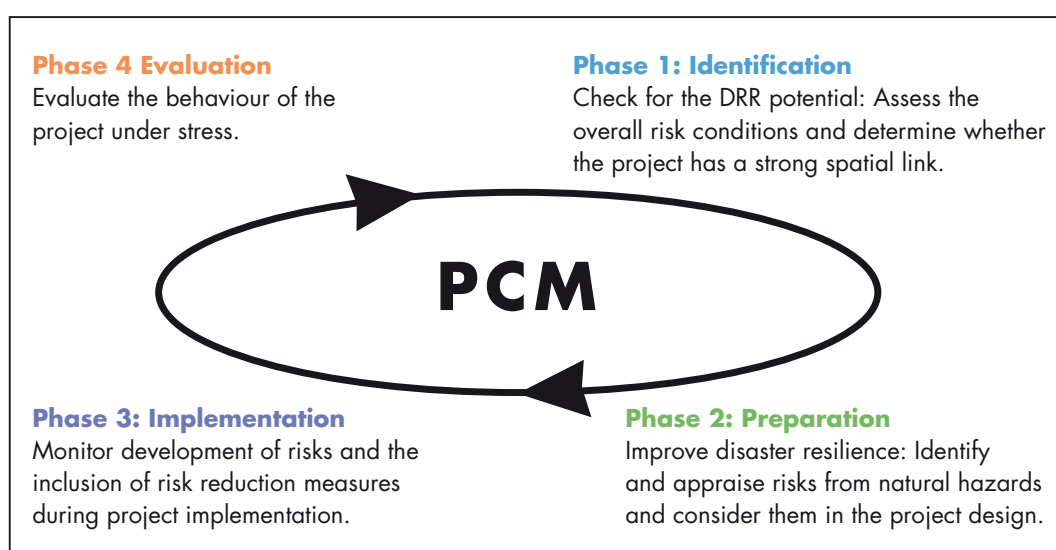 Phase 4 Evaluation
Evaluate the behaviour of the
project under stress.
Phase 1: Identification
Check for the DRR potential: Assess the
overall risk conditions and determine whether
the project has a strong spatial link.
PCM
Phase 3: Implementation
Monitor development of risks and the
inclusion of risk reduction measures
during project implementation.
Phase 2: Preparation
Improve disaster resilience: Identify
and appraise risks from natural hazards
and consider them in the project design.